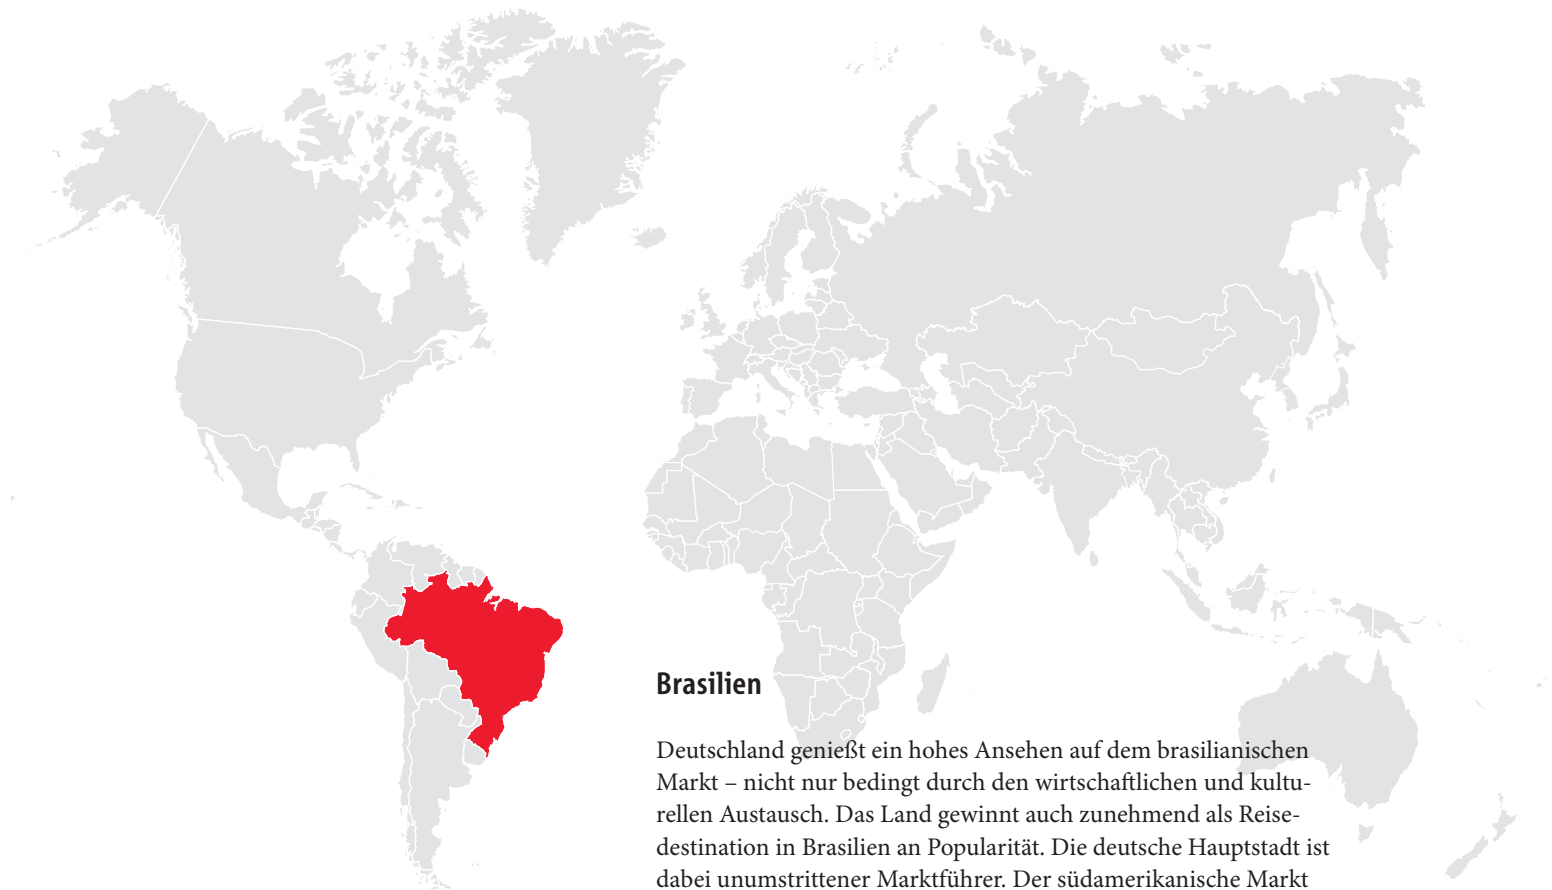 Brasilien
Deutschland genießt ein hohes Ansehen auf dem brasilianischen
Markt – nicht nur bedingt durch den wirtschaftlichen und kultu-
rellen Austausch. Das Land gewinnt auch zunehmend als Reise-
destination in Brasilien an Popularität. Die deutsche Hauptstadt ist
dabei unumstrittener Marktführer. Der südamerikanische Markt